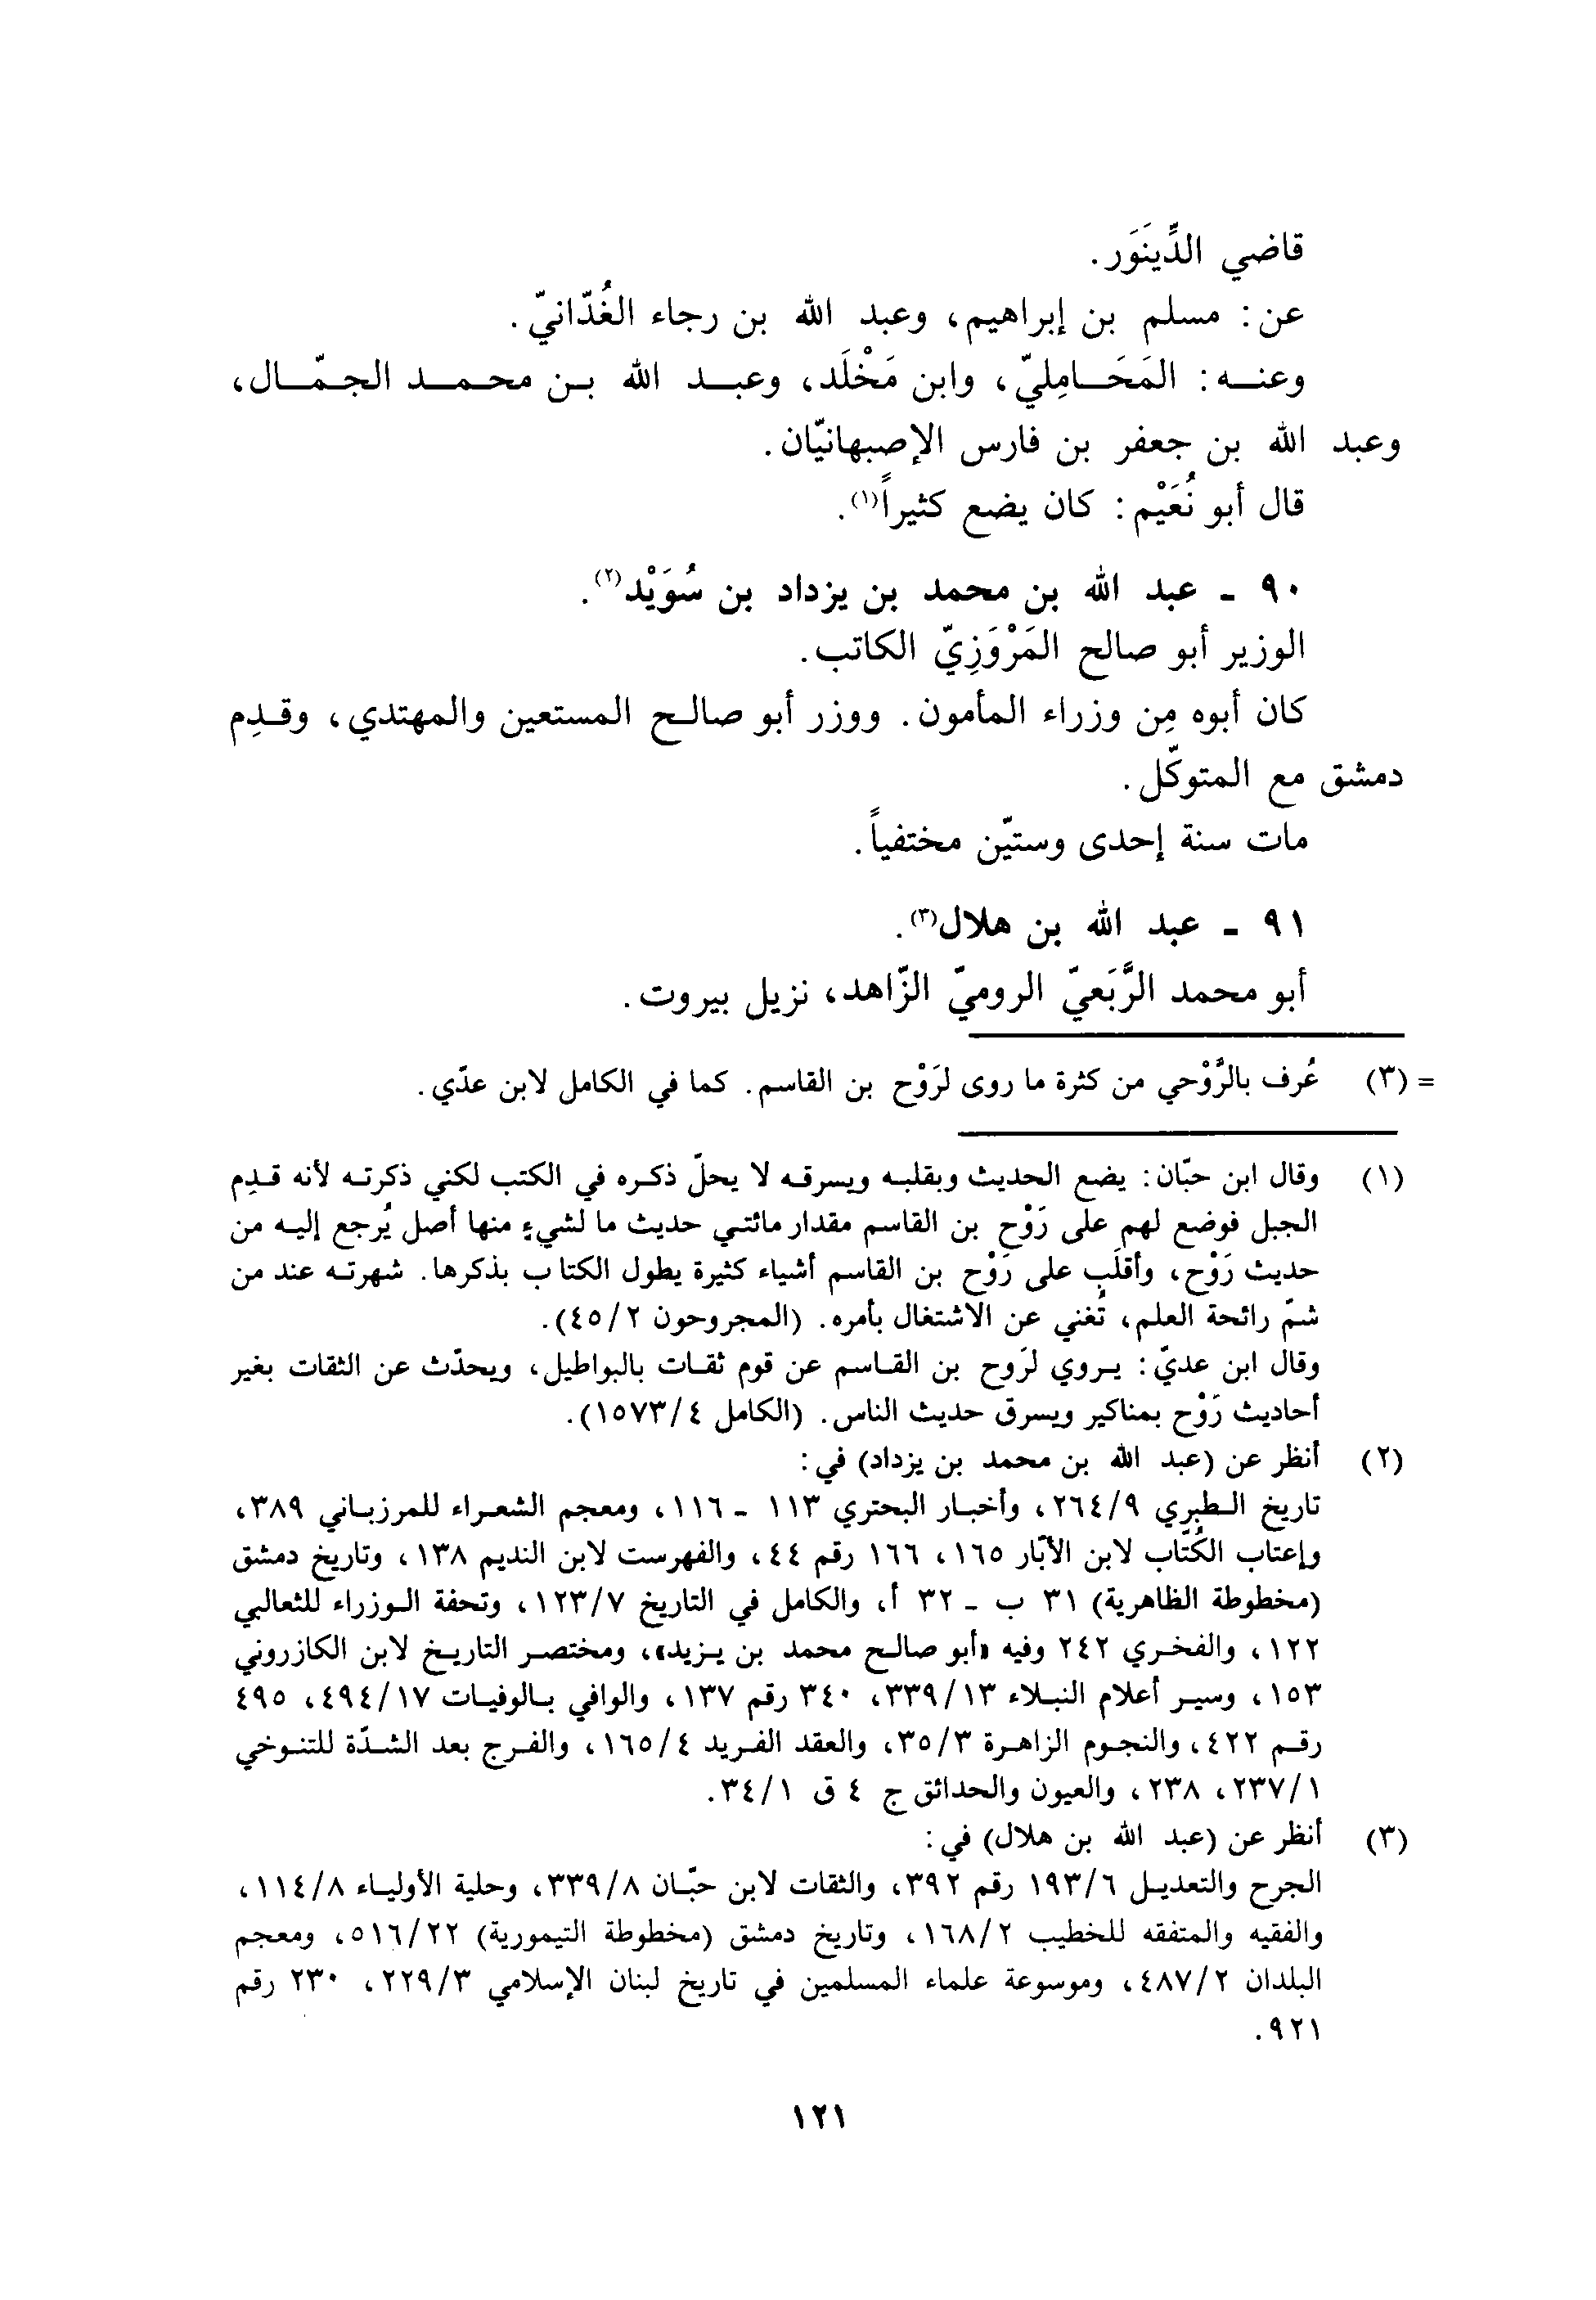 قاضي الدِّينَوَر.
عن: مسلم بن إبراهيم، وعبد الله بن رجاء الغُدّانيّ.
وعنه: المَحَامِليّ، وابن مَخْلَد، وعبد الله بن محمد الجمّال،
وعبد الله بن جعفر بن فارس الإصبهانيّان.
قال أبو نُعَيْم: كان يضع كثيراً(١).
٩٠ - عبد الله بن محمد بن يزداد بن سُوَيْد(٢).
الوزير أبو صالح المَرْوَزِيّ الكاتب.
كان أبوه مِن وزراء المأمون. ووزر أبو صالح المستعين والمهتدي، وقدِم
دمشق مع المتوكّل.
مات سنة إحدى وستيّن مختفياً.
٩١ - عبد الله بن هلال(٣).
أبو محمد الرَّبَعيّ الروميّ الزّاهد، نزيل بيروت.
= (٣) عُرف بالرَّوْحي من كثرة ما روى لرَوْح بن القاسم. كما في الكامل لابن عدّي.
(١) وقال ابن حبّان: يضع الحديث وبقلبه ويسرقه لا يحلّ ذكره في الكتب لكني ذكرته لأنه قدِم
الجبل فوضع لهم على رَوْح بن القاسم مقدار مائتي حديث ما لشيءٍ منها أصل يُرجع إليه من
حديث رَوْح، وأقلَب على رَوْح بن القاسم أشياء كثيرة يطول الكتاب بذكرها. شهرته عند من
شمّ رائحة العلم، تُغني عن الاشتغال بأمره. (المجروحون ٤٥/٢).
وقال ابن عديّ: يروي لرَوح بن القاسم عن قوم ثقات بالبواطيل، ويحدّث عن الثقات بغير
أحاديث رَوْح بمناكير ويسرق حديث الناس. (الكامل ١٥٧٣/٤).
(٢) أنظر عن (عبد الله بن محمد بن يزداد) في:
تاريخ الطبري ٢٦٤/٩، وأخبار البحتري ١١٣ - ١١٦، ومعجم الشعراء للمرزباني ٣٨٩،
وإعتاب الكُتّاب لابن الأبّار ١٦٥، ١٦٦ رقم ٤٤، والفهرست لابن النديم ١٣٨، وتاريخ دمشق
(مخطوطة الظاهرية) ٣١ ب - ٣٢ أ، والكامل في التاريخ ١٢٣/٧، وتحفة الوزراء للثعالبي
١٢٢، والفخري ٢٤٢ وفيه «أبو صالح محمد بن يزيد»، ومختصر التاريخ لابن الكازروني
١٥٣، وسير أعلام النبلاء ٣٣٩/١٣، ٣٤٠ رقم ١٣٧، والوافي بالوفيات ٤٩٤/١٧، ٤٩٥
رقم ٤٢٢، والنجوم الزاهرة ٣٥/٣، والعقد الفريد ١٦٥/٤، والفرج بعد الشدّة للتنوخي
٢٣٧/١، ٢٣٨، والعيون والحدائق ج ٤ ق ٣٤/١.
(٣) أنظر عن (عبد الله بن هلال) في:
الجرح والتعديل ١٩٣/٦ رقم ٣٩٢، والثقات لابن حبّان ٣٣٩/٨، وحلية الأولياء ١١٤/٨،
والفقيه والمتفقه للخطيب ١٦٨/٢، وتاريخ دمشق (مخطوطة التيمورية) ٥١٦/٢٢، ومعجم
البلدان ٤٨٧/٢، وموسوعة علماء المسلمين في تاريخ لبنان الإسلامي ٢٢٩/٣، ٢٣٠ رقم
٩٢١.
١٢١